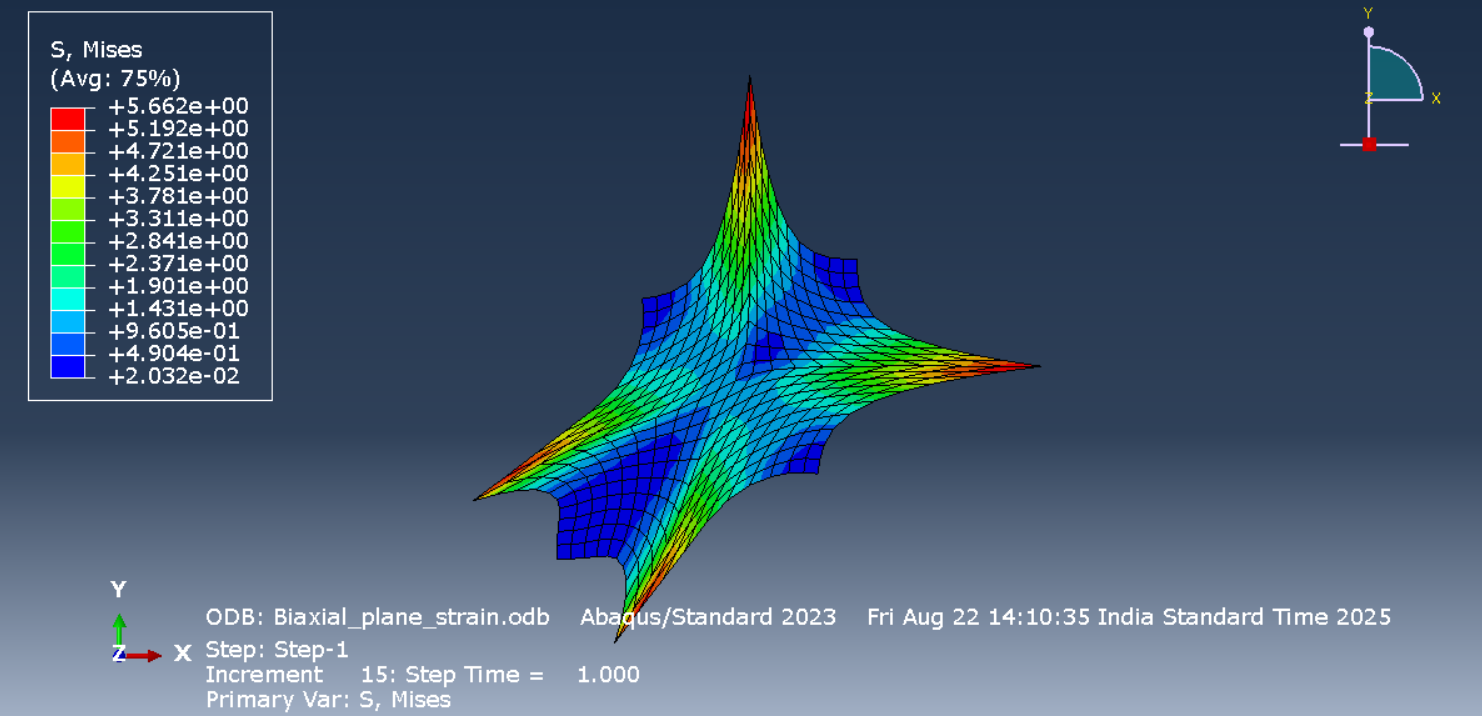 S, Mises
(Avg: 75%)
+5.662e+00
+5.192e+00
+4.721e+00
+4.251e+00
+3.781e+00
+3.311e+00
+2.841e+00
+2.371e+00
+1.901e+00
+1.431e+00
+9.605e-01
+4.904e-01
+2.032e-02
Y
Z X
Y
Z X
ODB: Biaxial_plane_strain.odb Abaqus/Standard 2023 Fri Aug 22 14:10:35 India Standard Time 2025
Step: Step-1
Increment 15: Step Time = 1.000
Primary Var: S, Mises